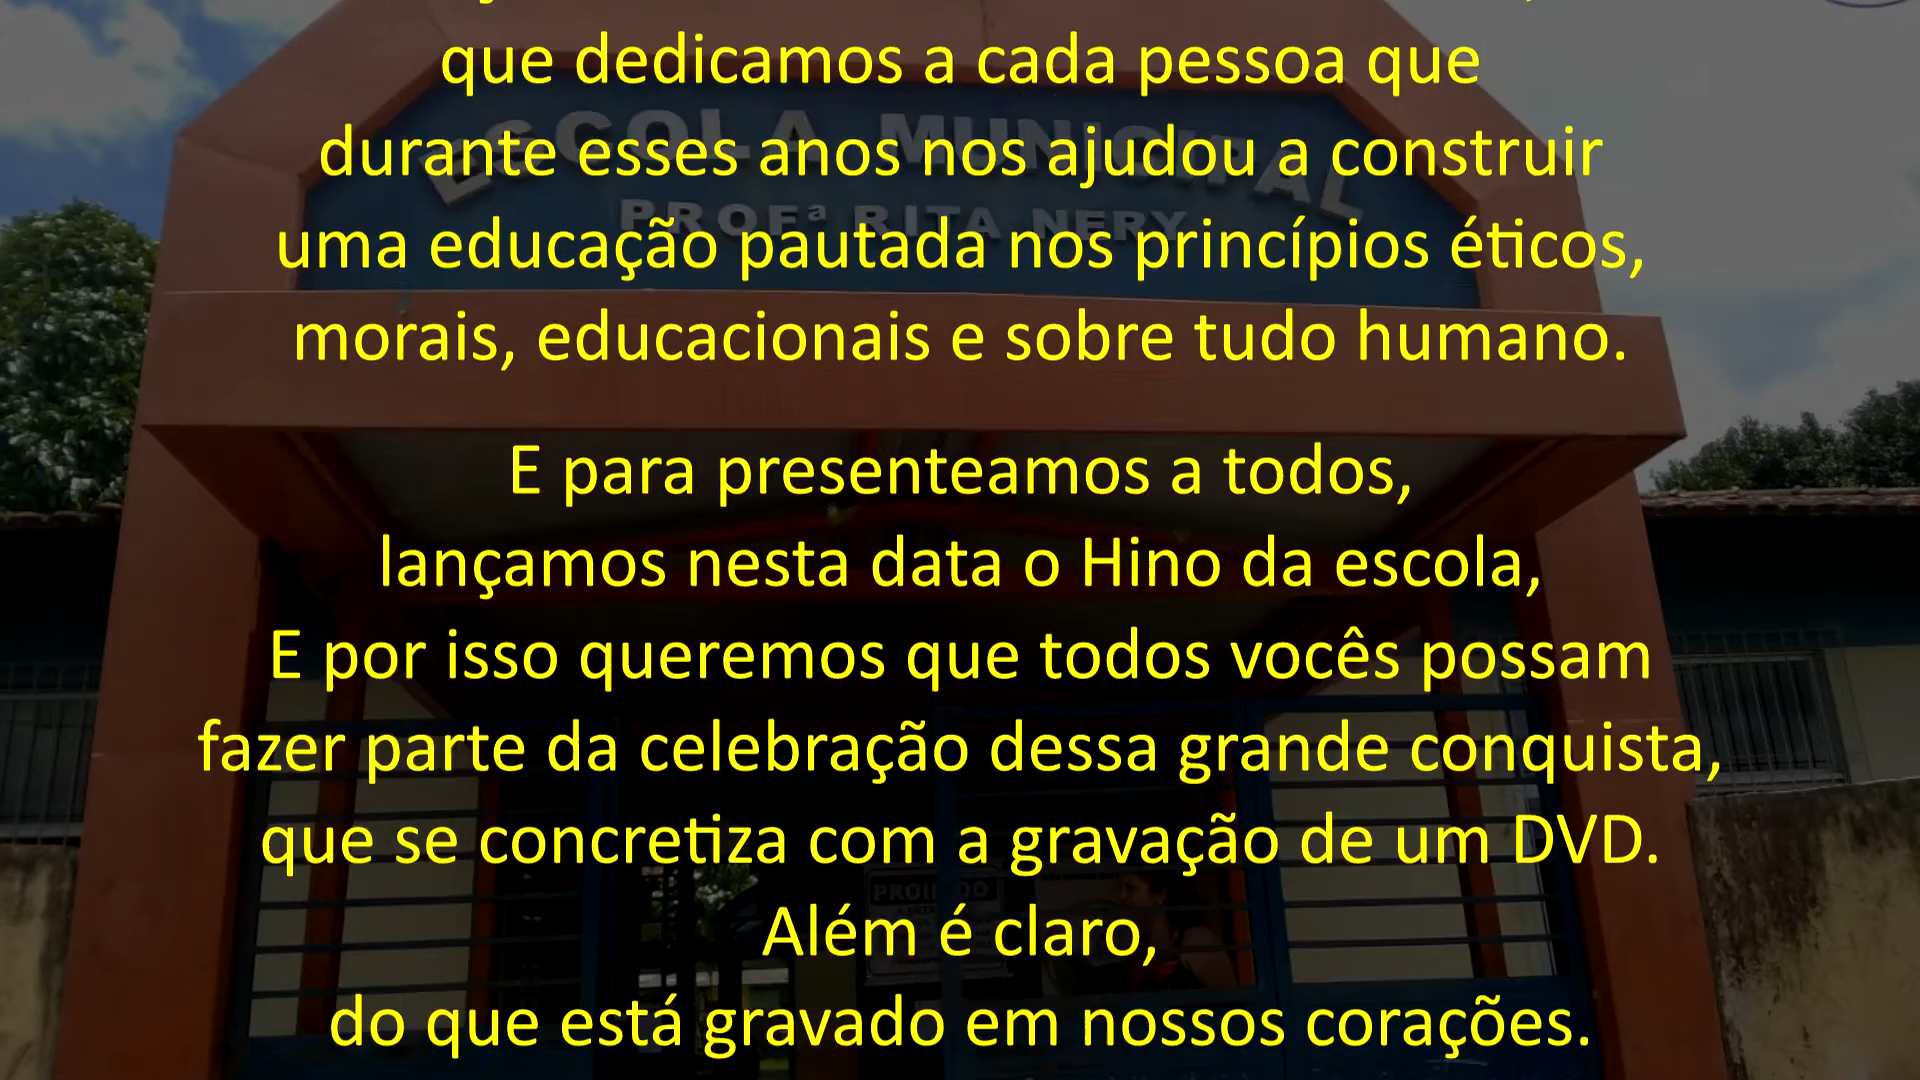 que dedicamos a cada pessoa que
durante esses anos nos ajudou a construir
uma educação pautada nos princípios éticos,
morais, educacionais e sobre tudo humano.
E para presenteamos a todos,
lançamos nesta data o Hino da escola,
E por isso queremos que todos vocês possam
fazer parte da celebração dessa grande conquista,
que se concretiza com a gravação de um DVD.
Além é claro,
do que está gravado em nossos corações.
ESCOLA MUNICIPAL
PROFª RITA NERY
PROIBIDO